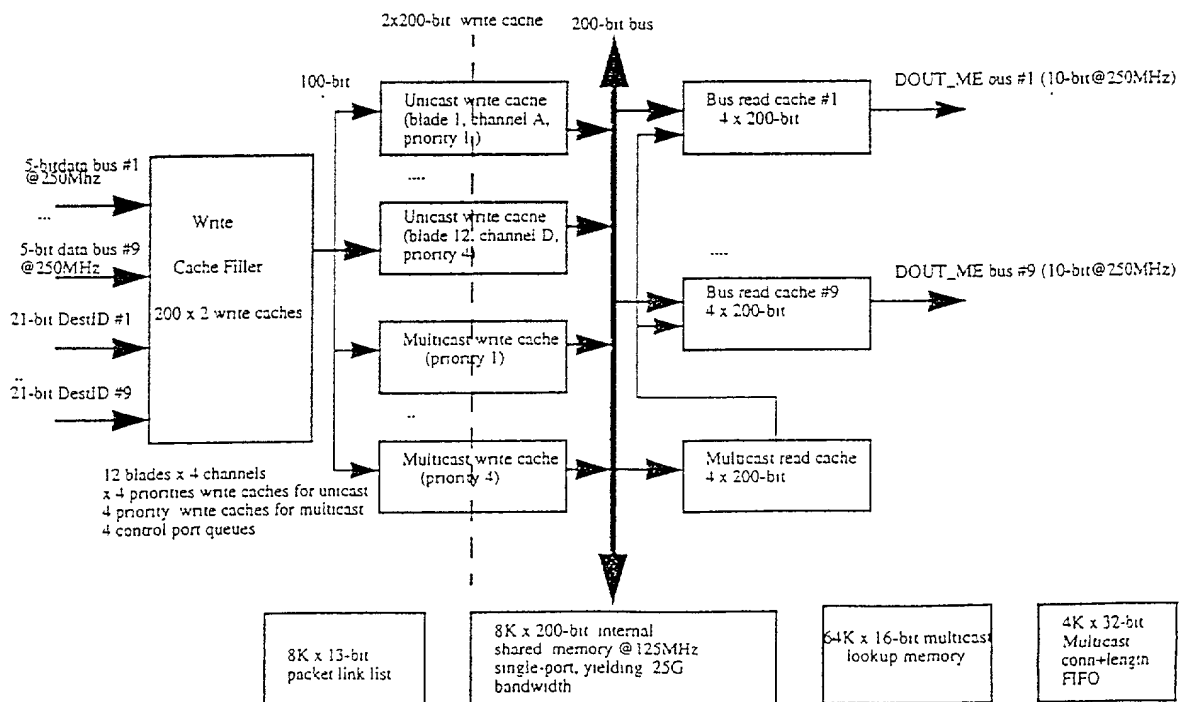 2x200-bit write cache
200-bit bus
100-bit
Unicast write cache
(blade 1, channel A,
priority 1)
....
Unicast write cache
(blade 12, channel D,
priority 4)
Multicast write cache
(priority 1)
..
Multicast write cache
(priority 4)
5-bitdata bus #1
@250Mhz
...
5-bit data bus #9
@250MHz
21-bit DestID #1
..
21-bit DestID #9
Write
Cache Filler
200 x 2 write caches
12 blades x 4 channels
x 4 priorities write caches for unicast
4 priority write caches for multicast
4 control port queues
Bus read cache #1
4 x 200-bit
....
Bus read cache #9
4 x 200-bit
Multicast read cache
4 x 200-bit
DOUT_ME bus #1 (10-bit@250MHz)
DOUT_ME bus #9 (10-bit@250MHz)
8K x 13-bit
packet link list
8K x 200-bit internal
shared memory @125MHz
single-port, yielding 25G
bandwidth
64K x 16-bit multicast
lookup memory
4K x 32-bit
Multicast
conn+length
FIFO